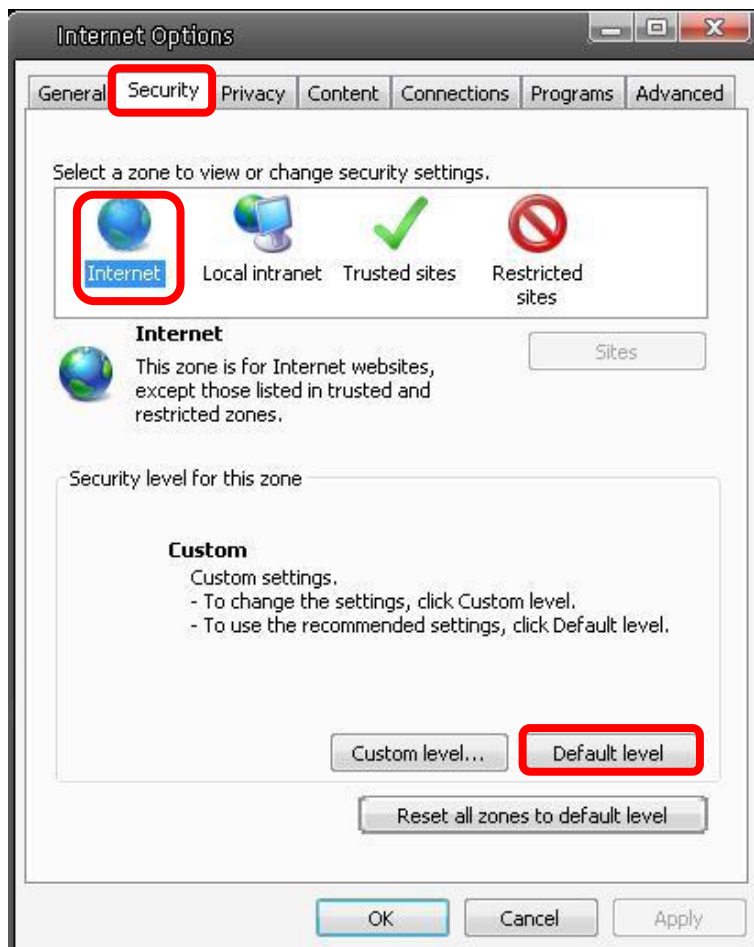 Internet Options
General Security Privacy Content Connections Programs Advanced
Select a zone to view or change security settings.
Internet Local intranet Trusted sites Restricted
sites
Internet
Sites
This zone is for Internet websites,
except those listed in trusted and
restricted zones.
Security level for this zone
Custom
Custom settings.
- To change the settings, click Custom level.
- To use the recommended settings, click Default level.
Custom level... Default level
Reset all zones to default level
OK Cancel Apply